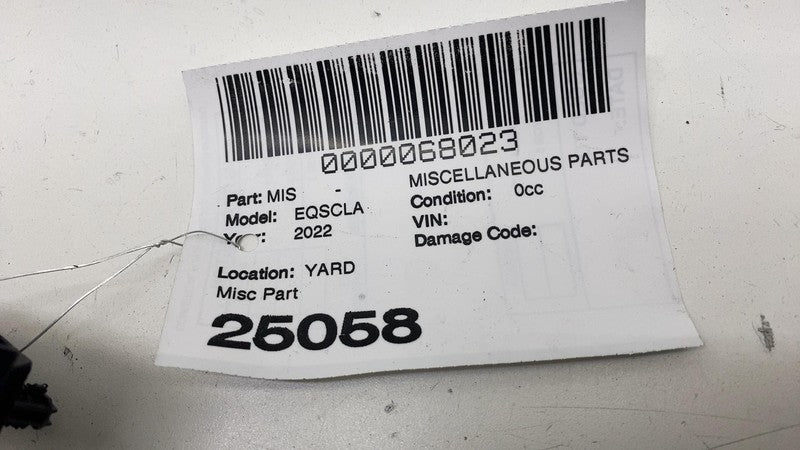 0000068023
Part: MIS - MISCELLANEOUS PARTS
Model: EQSCLA Condition: 0cc
2022 VIN:
Damage Code:
Location: YARD
Misc Part
25058